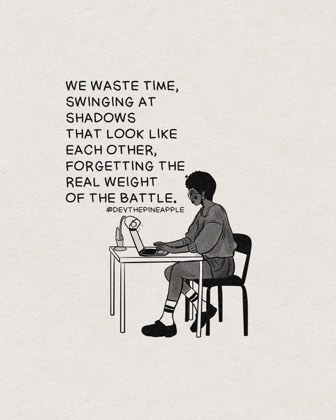 WE WASTE TIME,
SWINGING AT
SHADOWS
THAT LOOK LIKE
EACH OTHER,
FORGETTING THE
REAL WEIGHT
OF THE BATTLE.
@DEVTHEPINEAPPLE